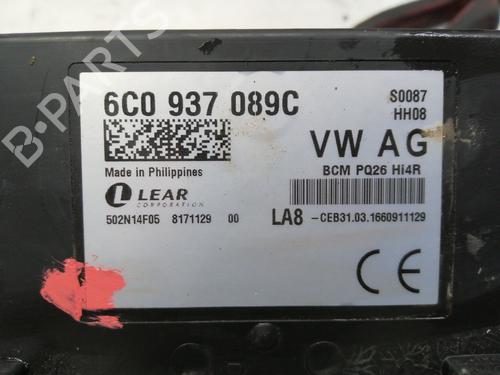 B-PARTS
6C0 937 089C
S0087
HH08
VW AG
BCM PQ26 Hi4R
Made in Philippines
LEAR
CORPORATION
502N14F05 8171129 00
LA8 -CEB31.03.1660911129
CE